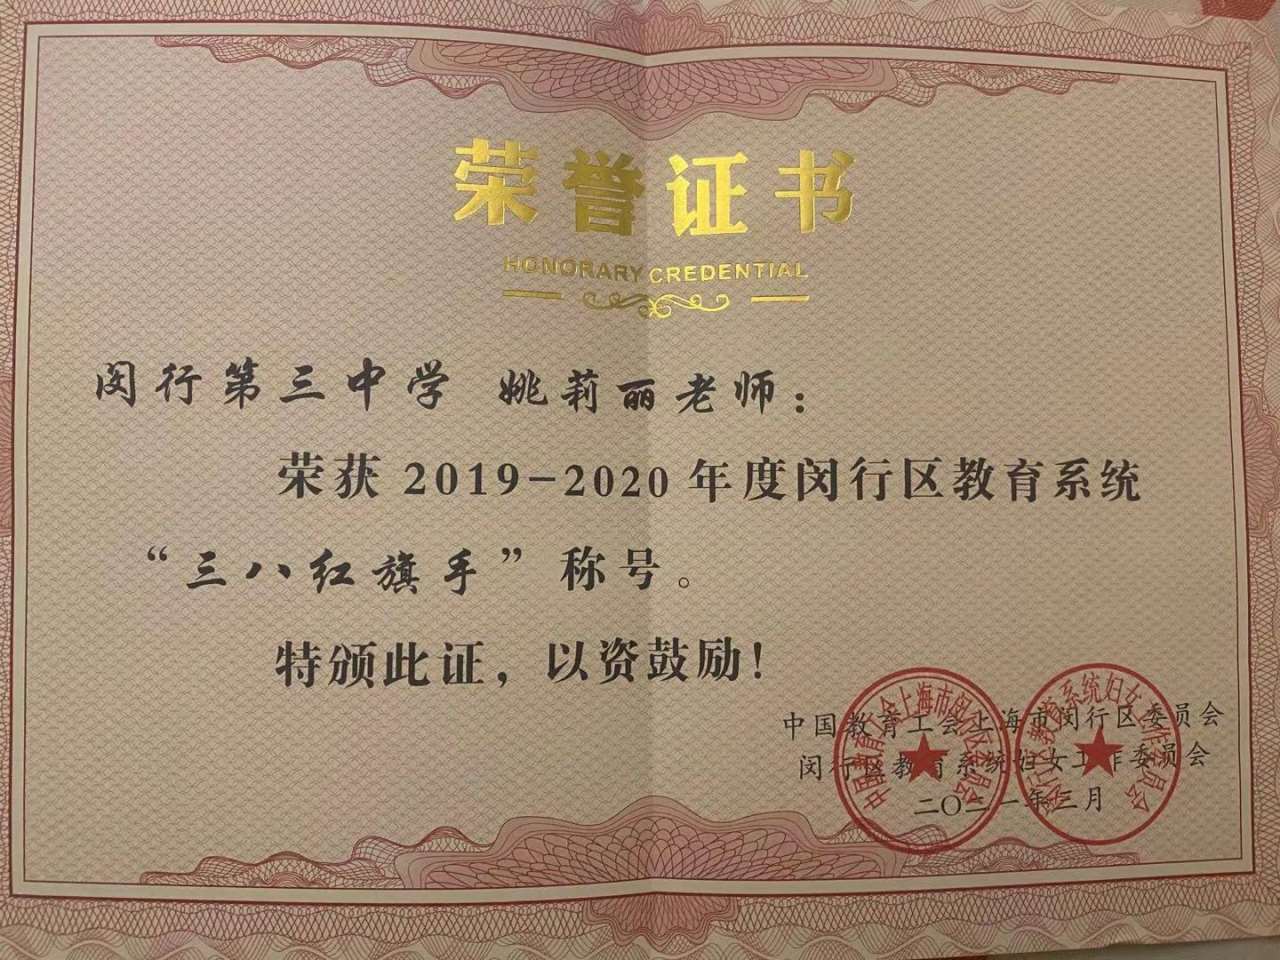 荣誉证书
HONORARY CREDENTIAL
闵行第三中学 姚莉丽老师：
荣获 2019-2020 年度闵行区教育系统
“三八红旗手”称号。
特颁此证，以资鼓励！
中国教育工会上海市闵行区委员会
闵行区教育系统妇女工作委员会
二〇二一年三月
中国教育工会上海市闵行区委员会
闵行区教育系统妇女工作委员会